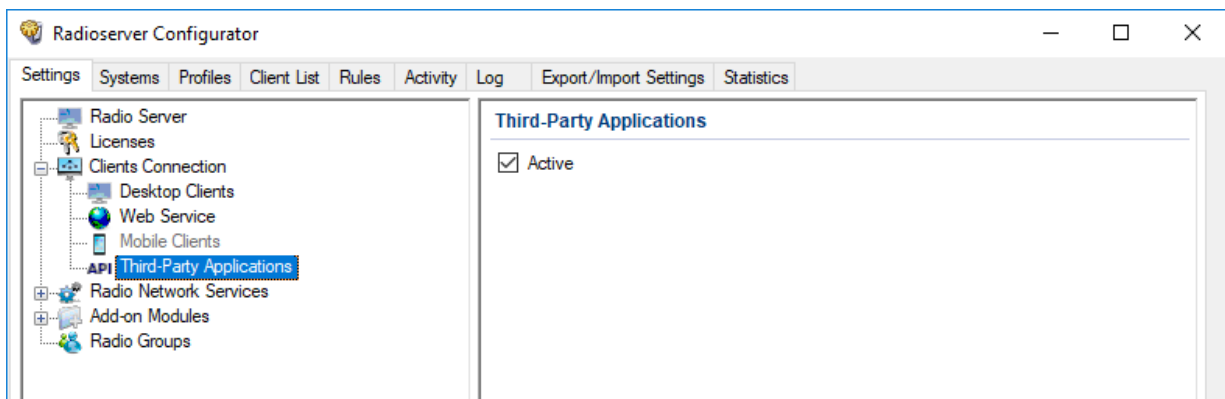 Radioserver Configurator
Settings Systems Profiles Client List Rules Activity Log Export/Import Settings Statistics
Radio Server
Licenses
Clients Connection
Desktop Clients
Web Service
Mobile Clients
API Third-Party Applications
Radio Network Services
Add-on Modules
Radio Groups
Third-Party Applications
Active